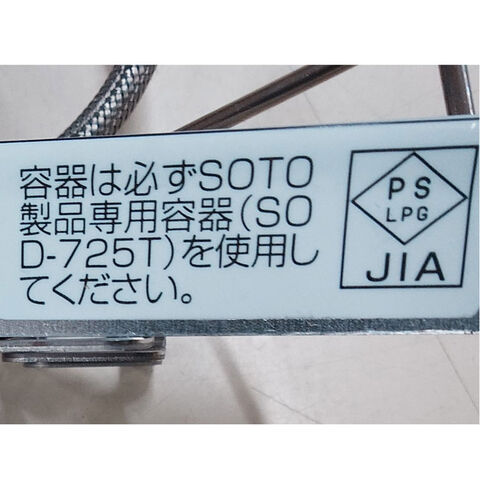 容器は必ずSOTO
製品専用容器(SO
D-725T)を使用し
てください。
PS
LPG
JIA